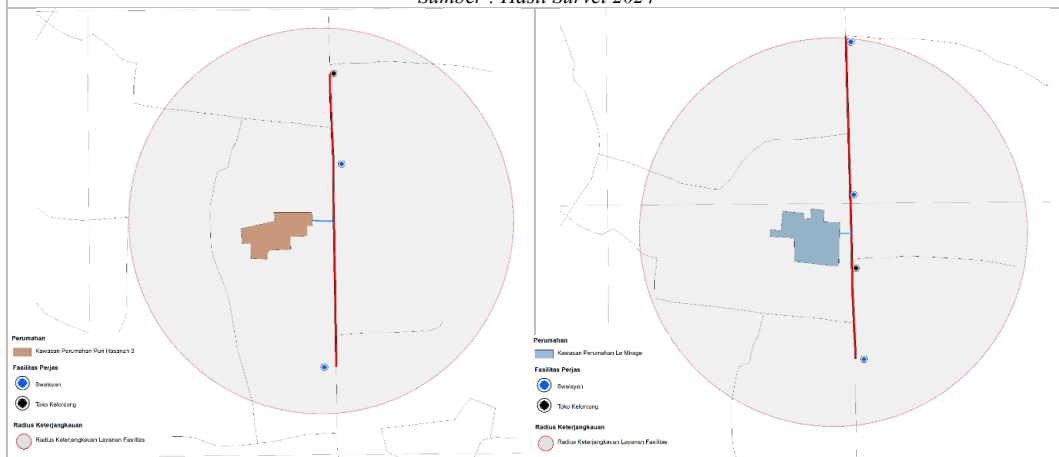 Sumber : Hasil Survei 2024
Perumahan
Kawasan Perumahan Puri Hasanah 3
Fasilitas Perjas
Swalayan
Toko Kelontong
Radius Keterjangkauan
Radius Keterjangkauan Layanan Fasilitas
Perumahan
Kawasan Perumahan Le Mirage
Fasilitas Perjas
Swalayan
Toko Kelontong
Radius Keterjangkauan
Radius Keterjangkauan Layanan Fasilitas